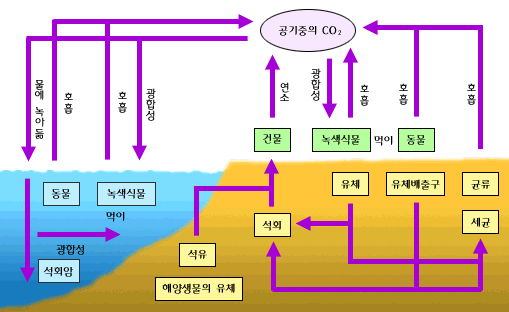 공기중의 CO₂
물에 녹아듦
호흡
호흡
광합성
연소
광합성
호흡
호흡
호흡
건물
녹색식물
먹이
동물
동물
녹색식물
먹이
광합성
석회암
유체
유체배출구
균류
석회
세균
석유
해양생물의 유체